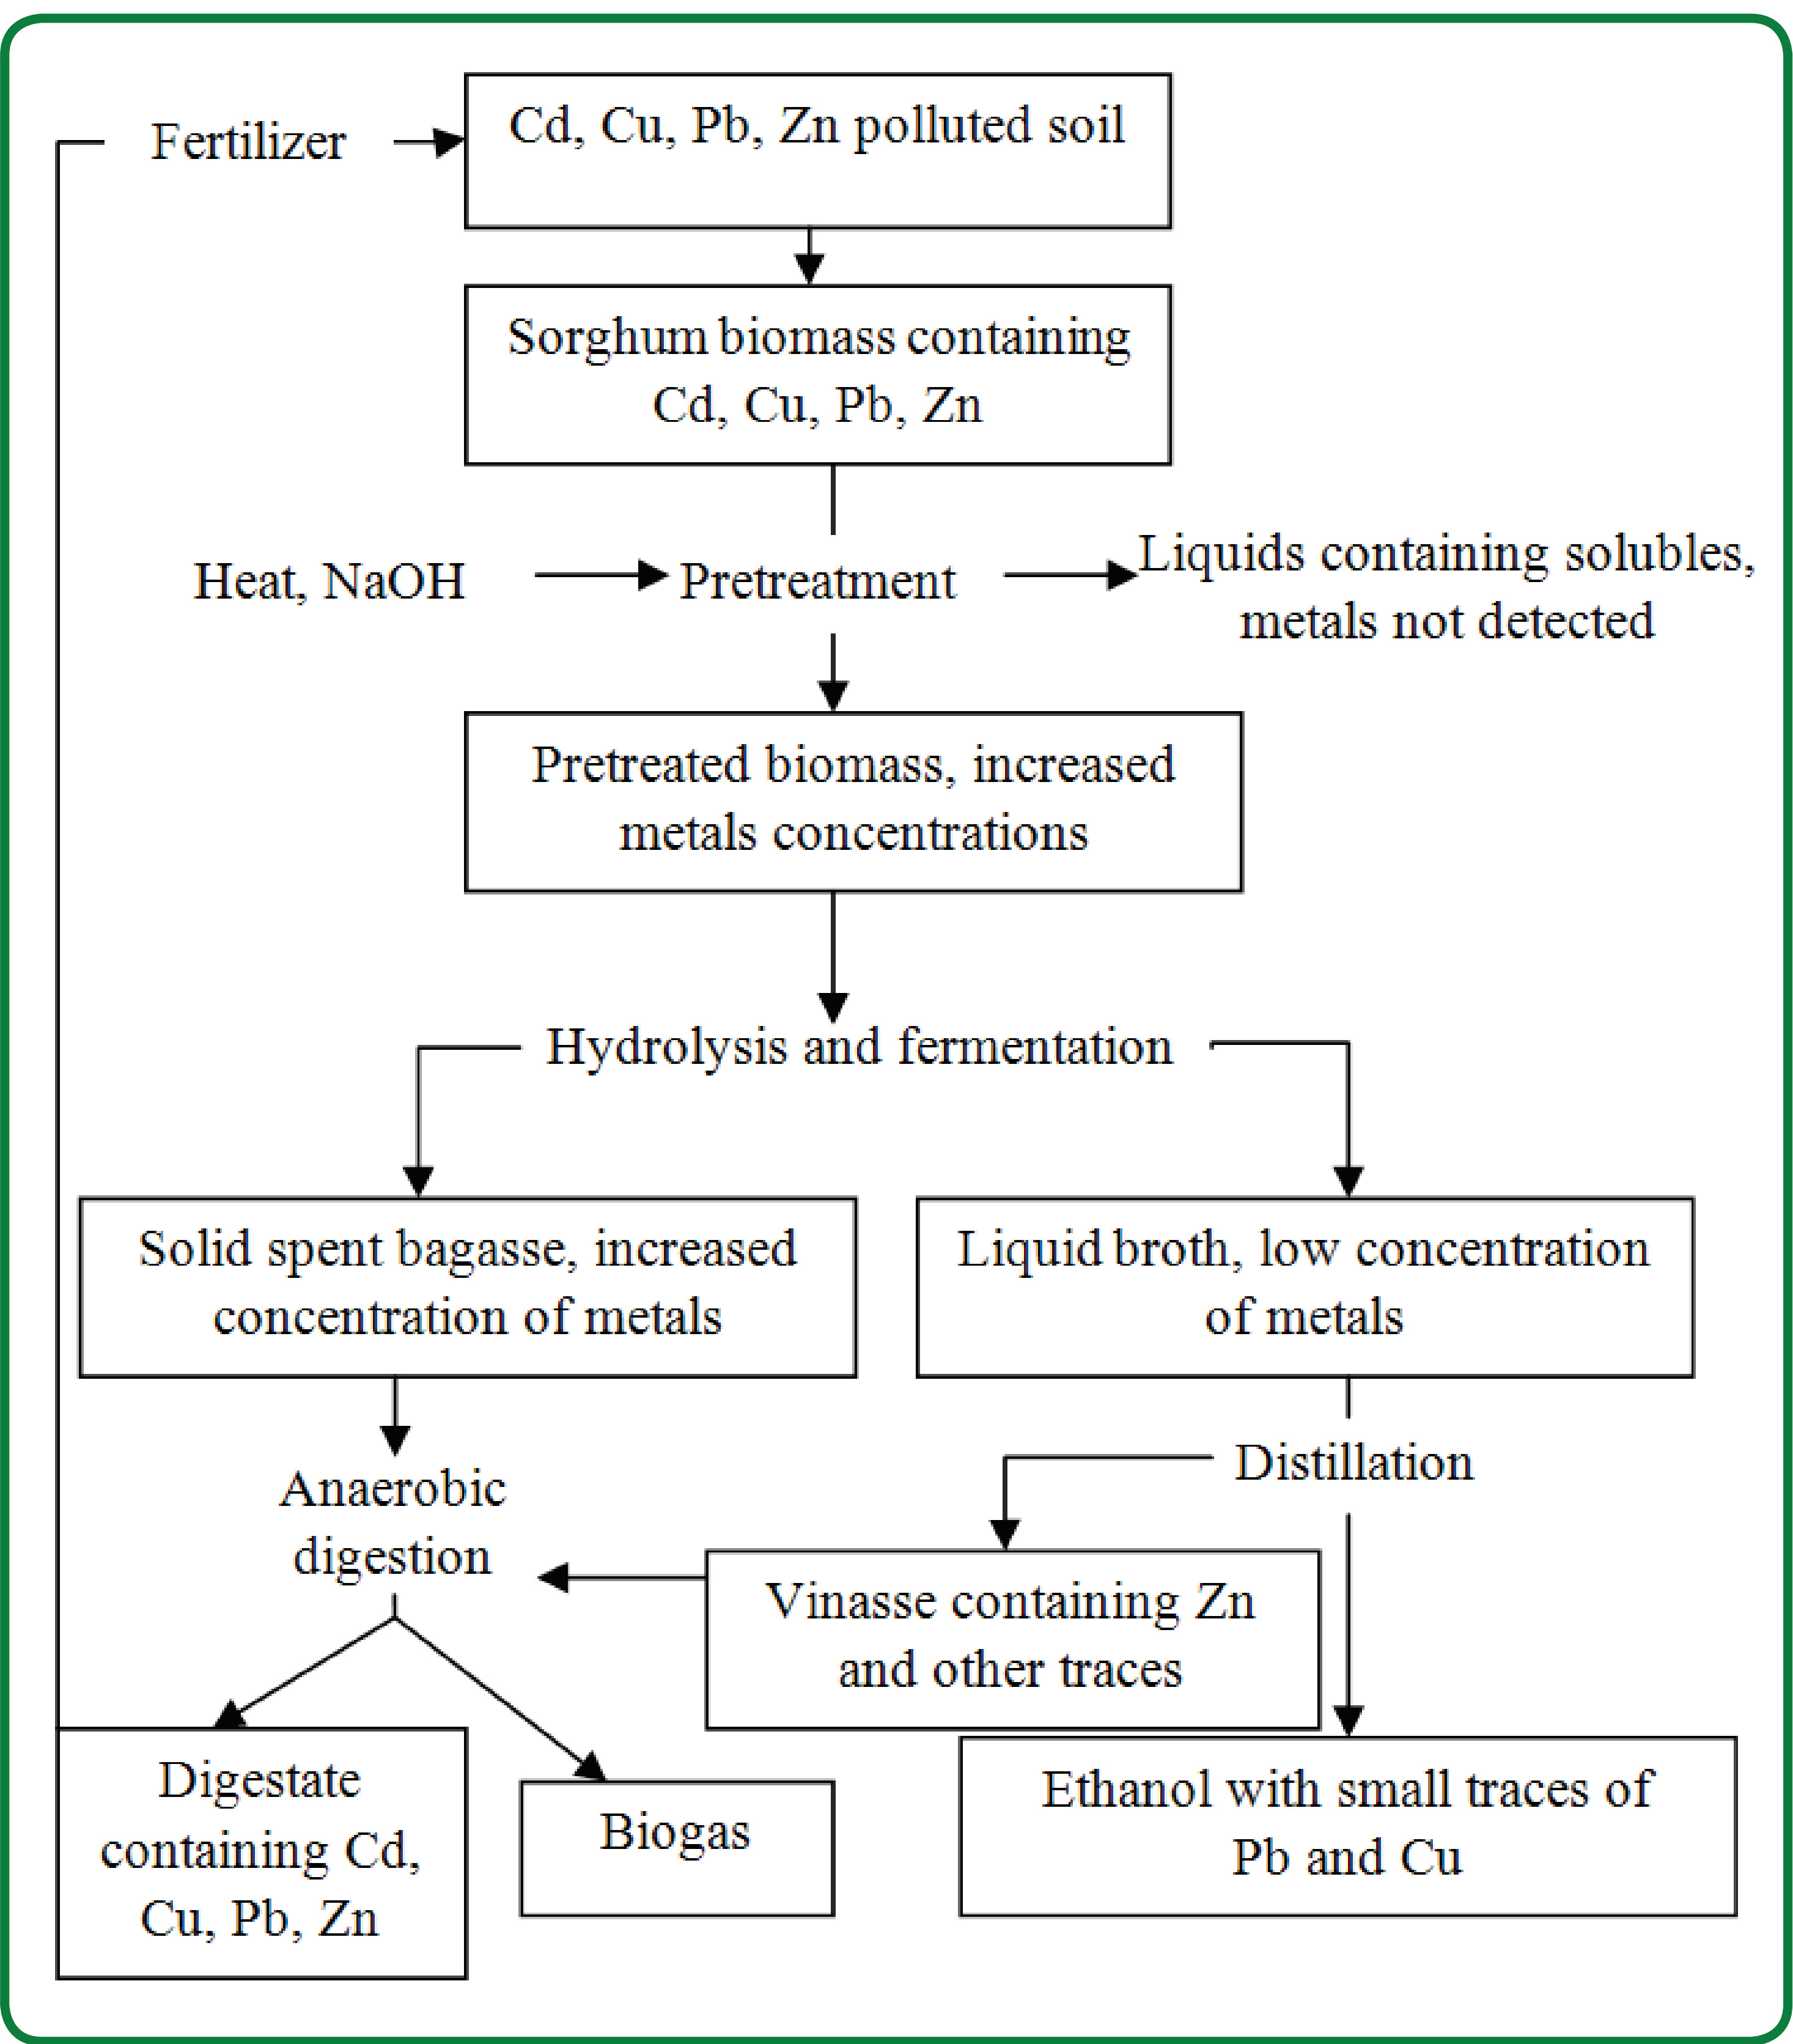 Fertilizer
Cd, Cu, Pb, Zn polluted soil
Sorghum biomass containing
Cd, Cu, Pb, Zn
Heat, NaOH
Pretreatment
Liquids containing solubles,
metals not detected
Pretreated biomass, increased
metals concentrations
Hydrolysis and fermentation
Solid spent bagasse, increased
concentration of metals
Liquid broth, low concentration
of metals
Anaerobic
digestion
Distillation
Vinasse containing Zn
and other traces
Digestate
containing Cd,
Cu, Pb, Zn
Biogas
Ethanol with small traces of
Pb and Cu